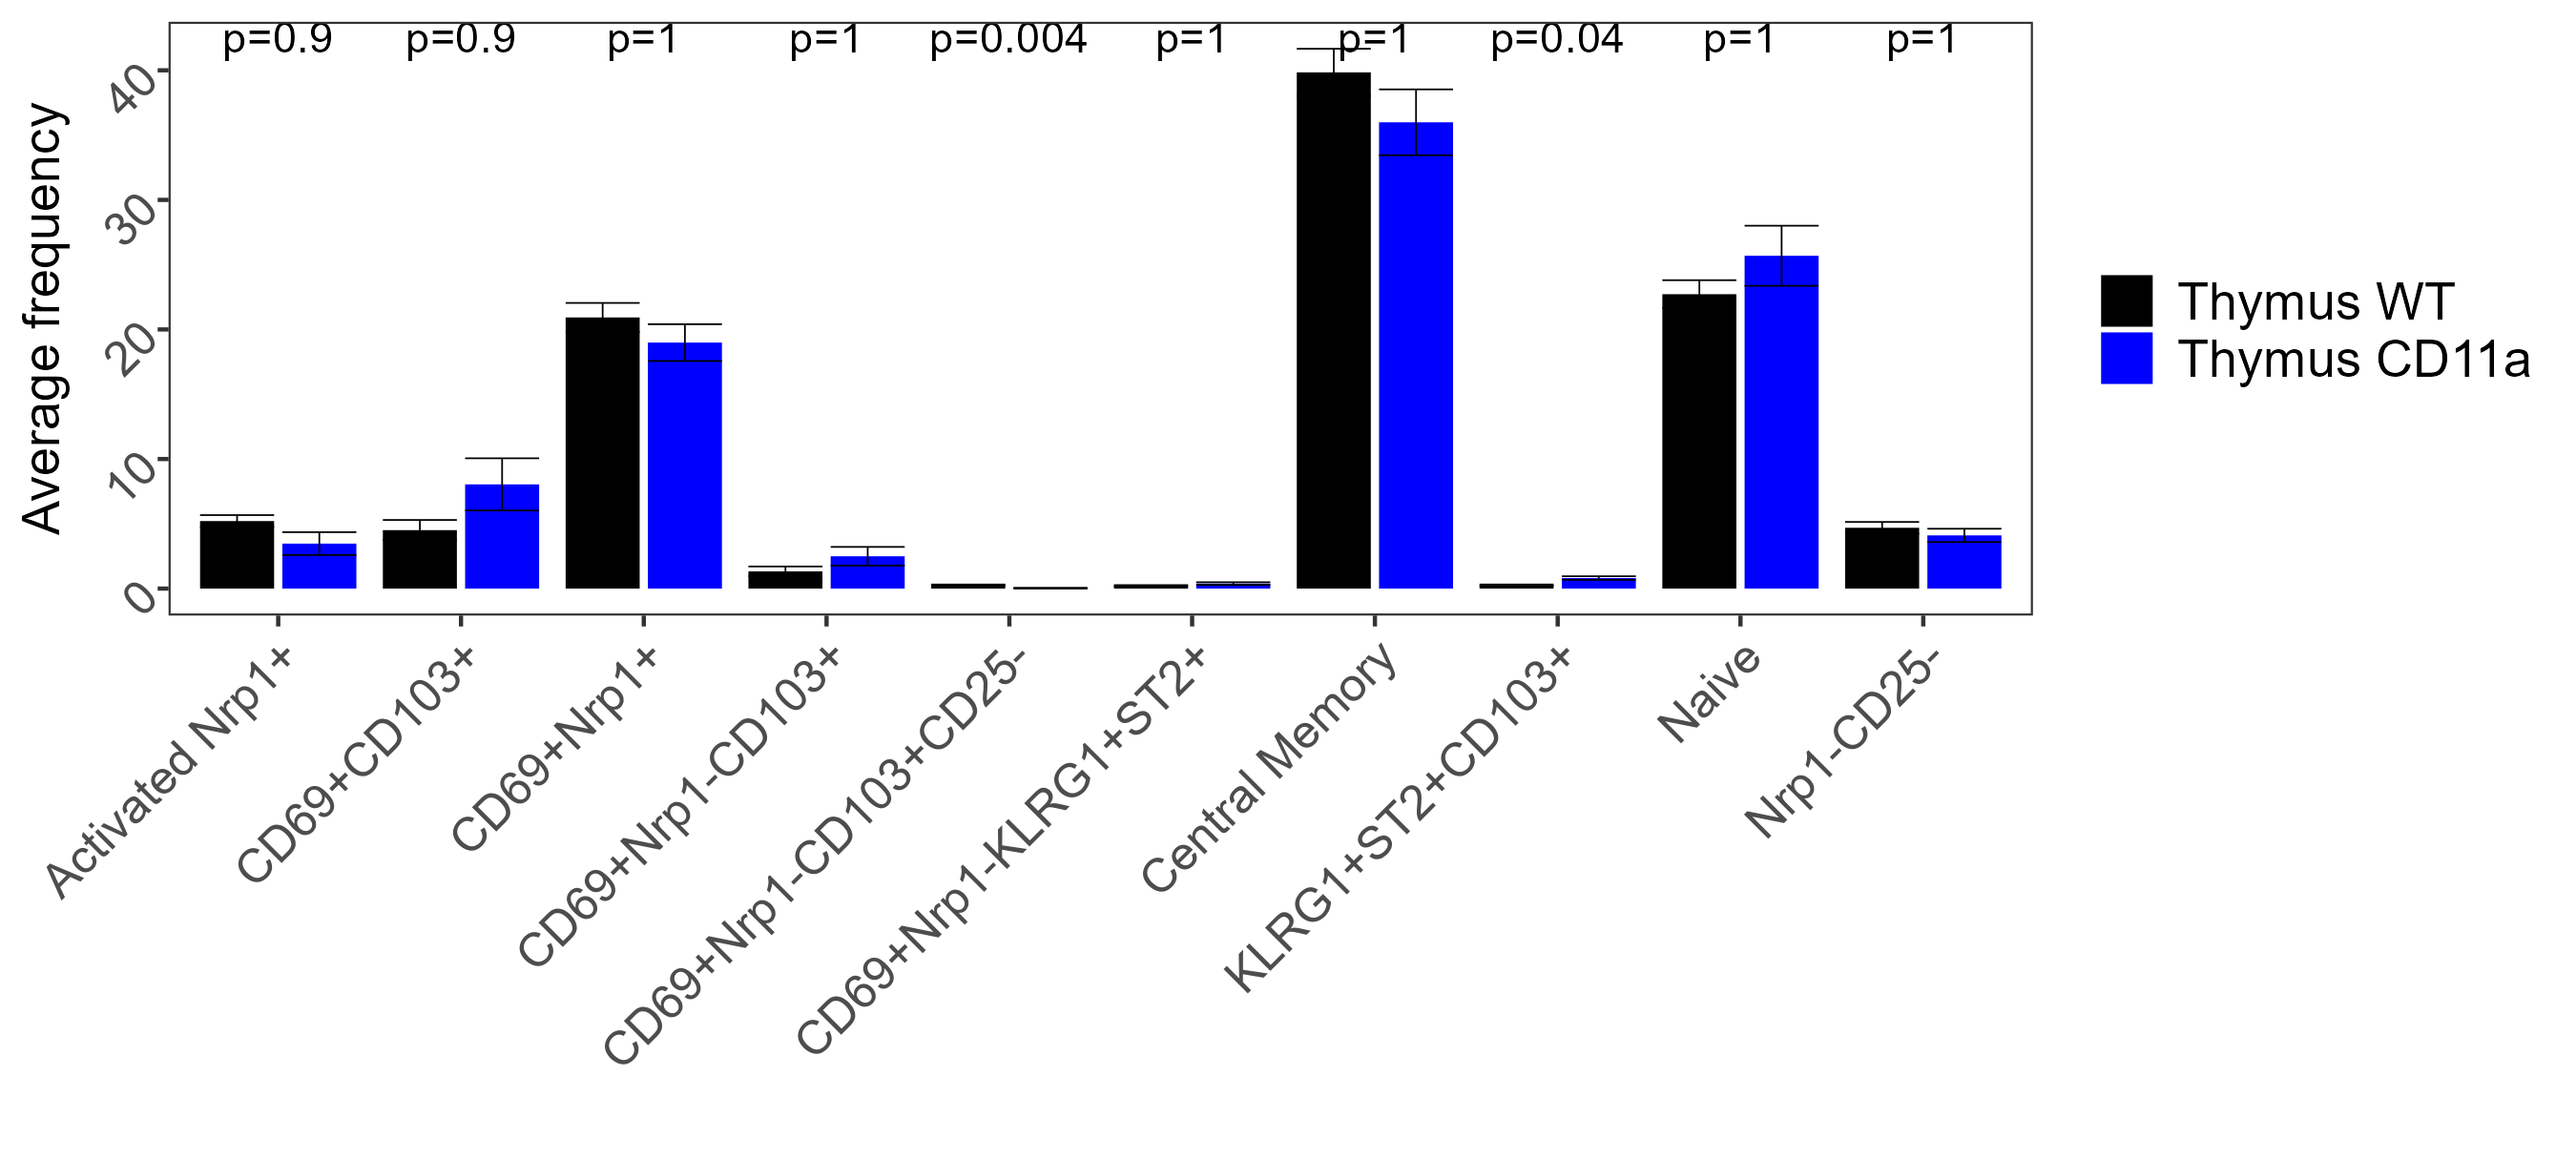 p=0.9 p=0.9 p=1 p=1 p=0.004 p=1 p=1 p=0.04 p=1 p=1
Average frequency
40
30
20
10
0
Activated Nrp1+
CD69+CD103+
CD69+Nrp1+
CD69+Nrp1-CD103+
CD69+Nrp1-CD103+CD25-
CD69+Nrp1-KLRG1+ST2+
Central Memory
KLRG1+ST2+CD103+
Naive
Nrp1-CD25-
Thymus WT
Thymus CD11a